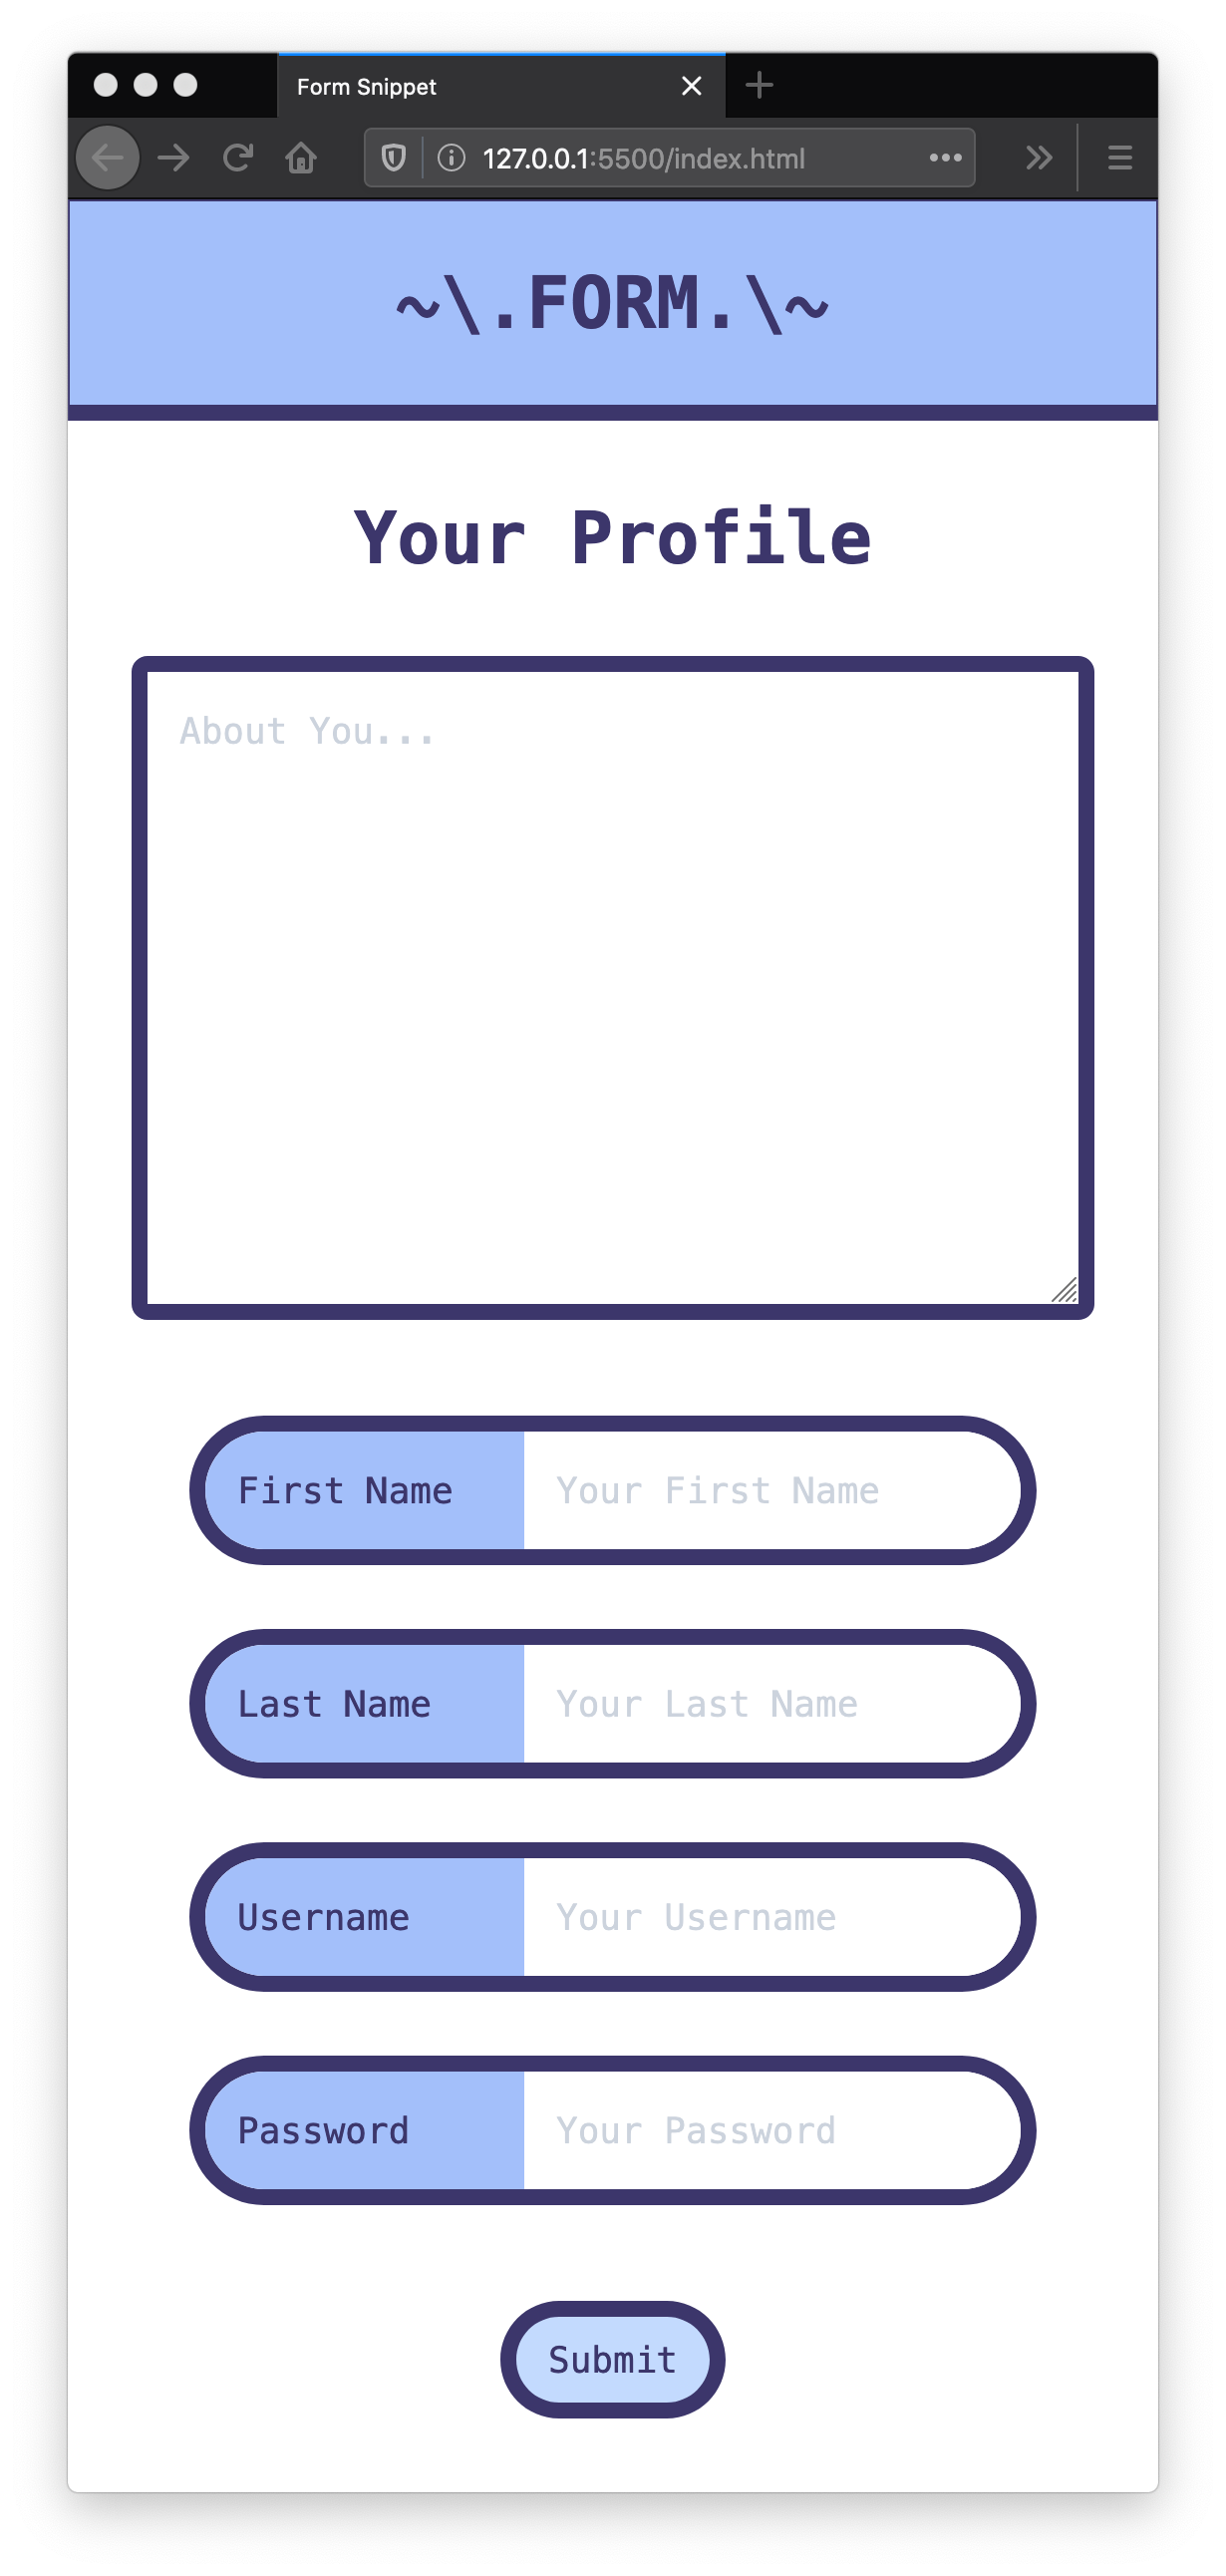 Form Snippet
127.0.0.1:5500/index.html
~\.FORM.\~
Your Profile
About You...
First Name Your First Name
Last Name Your Last Name
Username Your Username
Password Your Password
Submit